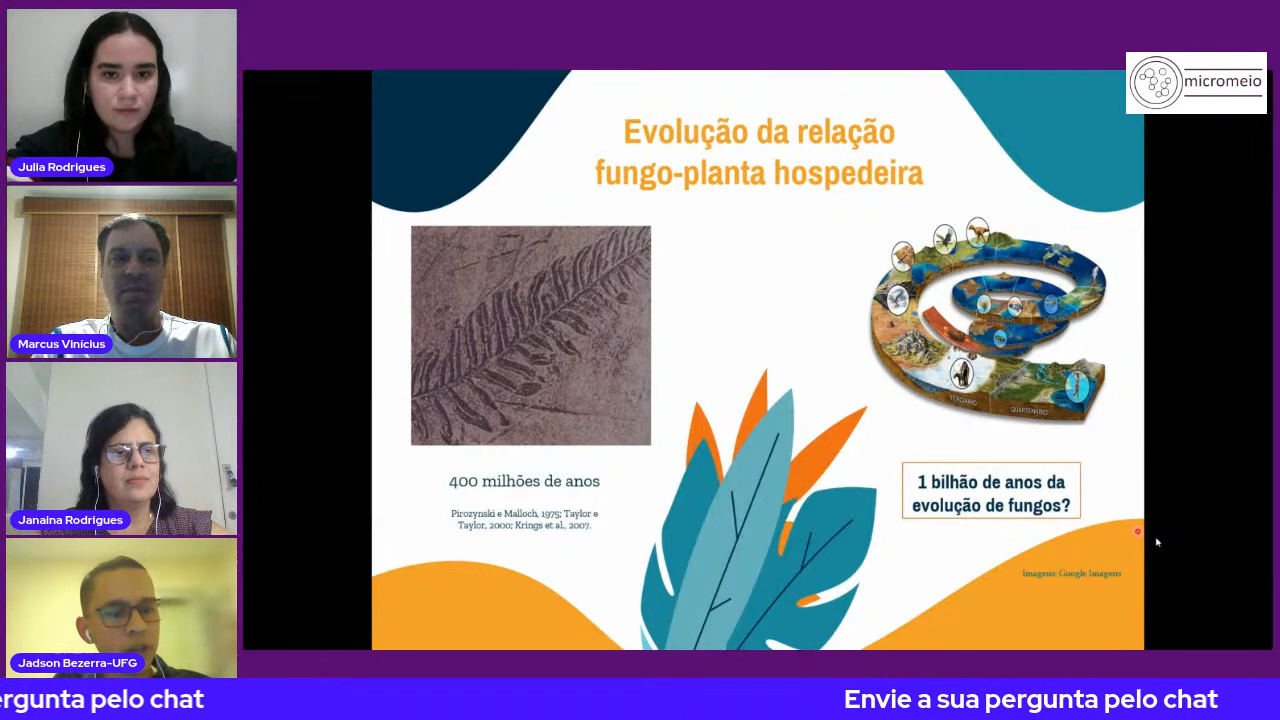 Julia Rodrigues
Marcus Vinícius
Janaina Rodrigues
Jadson Bezerra-UFG
micromeio
Evolução da relação
fungo-planta hospedeira
400 milhões de anos
Pirozynski e Malloch, 1975; Taylor e
Taylor, 2000; Krings et al., 2007.
TERCIÁRIO
QUATERNÁRIO
1 bilhão de anos da
evolução de fungos?
Imagens: Google Imagens
ergunta pelo chat
Envie a sua pergunta pelo chat